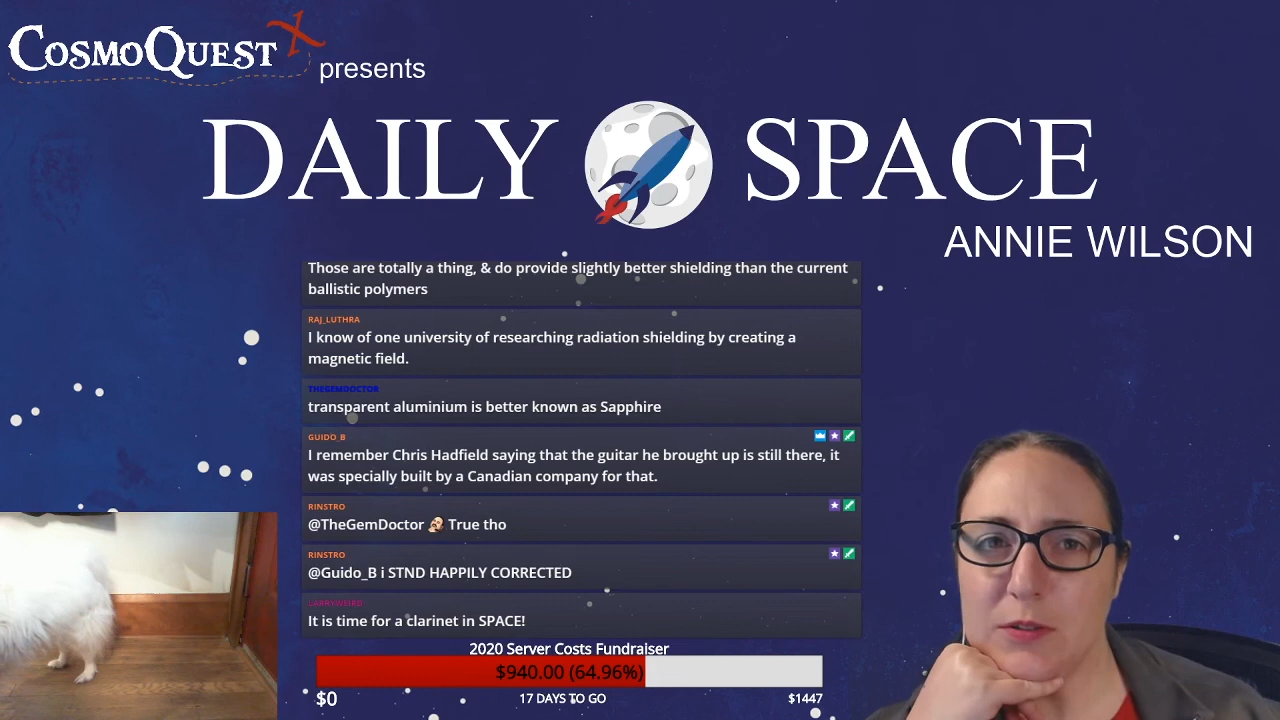 CosmoQuest X
presents
DAILY SPACE
ANNIE WILSON
Those are totally a thing, & do provide slightly better shielding than the current
ballistic polymers
RAJ_LUTHRA
I know of one university of researching radiation shielding by creating a
magnetic field.
THEGEMDOCTOR
transparent aluminium is better known as Sapphire
GUIDO_B
I remember Chris Hadfield saying that the guitar he brought up is still there, it
was specially built by a Canadian company for that.
RINSTRO
@TheGemDoctor True tho
RINSTRO
@Guido_B i STND HAPPILY CORRECTED
LARRYWEIRD
It is time for a clarinet in SPACE!
2020 Server Costs Fundraiser
$940.00 (64.96%)
$0
17 DAYS TO GO
$1447